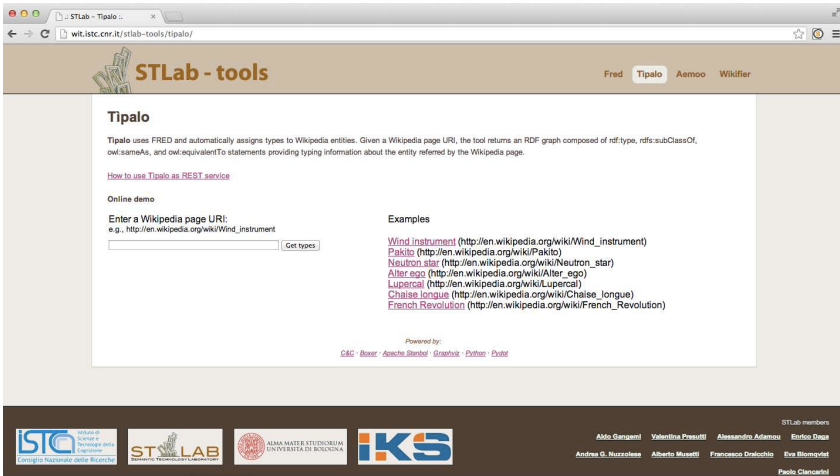 .: STLab - Tipalo :.
wit.istc.cnr.it/stlab-tools/tipalo/
STLab - tools
Fred Tipalo Aemoo Wikifier
Tìpalo
Tìpalo uses FRED and automatically assigns types to Wikipedia entities. Given a Wikipedia page URI, the tool returns an RDF graph composed of rdf:type, rdfs:subClassOf,
owl:sameAs, and owl:equivalentTo statements providing typing information about the entity referred by the Wikipedia page.
How to use Tipalo as REST service
Online demo
Enter a Wikipedia page URI:
e.g., http://en.wikipedia.org/wiki/Wind_instrument
Get types
Examples
Wind instrument (http://en.wikipedia.org/wiki/Wind_instrument)
Pakito (http://en.wikipedia.org/wiki/Pakito)
Neutron star (http://en.wikipedia.org/wiki/Neutron_star)
Alter ego (http://en.wikipedia.org/wiki/Alter_ego)
Lupercal (http://en.wikipedia.org/wiki/Lupercal)
Chaise longue (http://en.wikipedia.org/wiki/Chaise_longue)
French Revolution (http://en.wikipedia.org/wiki/French_Revolution)
Powered by:
C&C · Boxer · Apache Stanbol · Graphviz · Python · Pydot
ISTC
Istituto di
Scienze e
Tecnologie della
Cognizione
Consiglio Nazionale delle Ricerche
STLAB
SEMANTIC TECHNOLOGY LABORATORY
ALMA MATER STUDIORUM
UNIVERSITÀ DI BOLOGNA
IKS
STLab members
Aldo Gangemi Valentina Presutti Alessandro Adamou Enrico Daga
Andrea G. Nuzzolese Alberto Musetti Francesco Draicchio Eva Blomqvist
Paolo Ciancarini